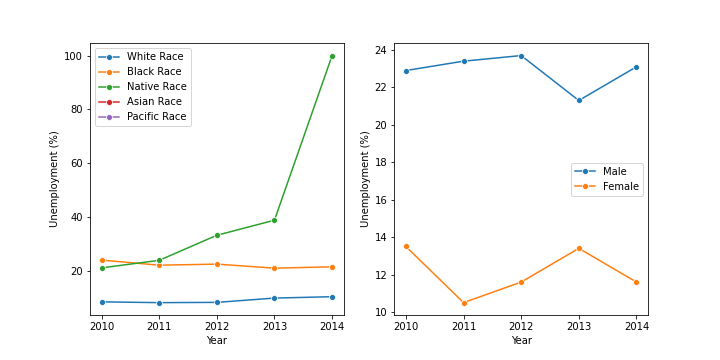 100
80
60
40
20
Unemployment (%)
2010 2011 2012 2013 2014
Year
White Race
Black Race
Native Race
Asian Race
Pacific Race
24
22
20
18
16
14
12
10
Unemployment (%)
2010 2011 2012 2013 2014
Year
Male
Female